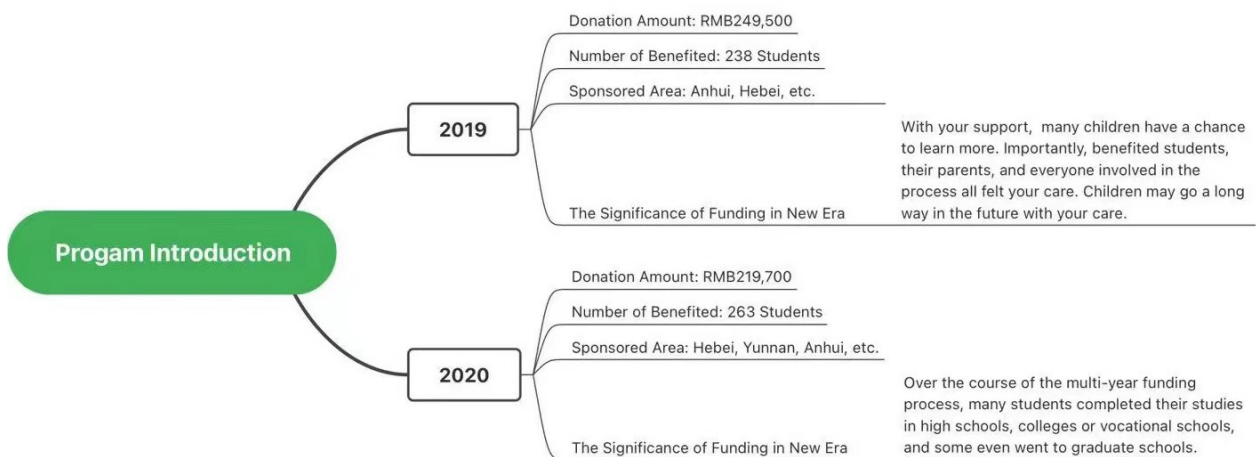 Progam Introduction
2019
Donation Amount: RMB249,500
Number of Benefited: 238 Students
Sponsored Area: Anhui, Hebei, etc.
The Significance of Funding in New Era
With your support, many children have a chance
to learn more. Importantly, benefited students,
their parents, and everyone involved in the
process all felt your care. Children may go a long
way in the future with your care.
2020
Donation Amount: RMB219,700
Number of Benefited: 263 Students
Sponsored Area: Hebei, Yunnan, Anhui, etc.
The Significance of Funding in New Era
Over the course of the multi-year funding
process, many students completed their studies
in high schools, colleges or vocational schools,
and some even went to graduate schools.